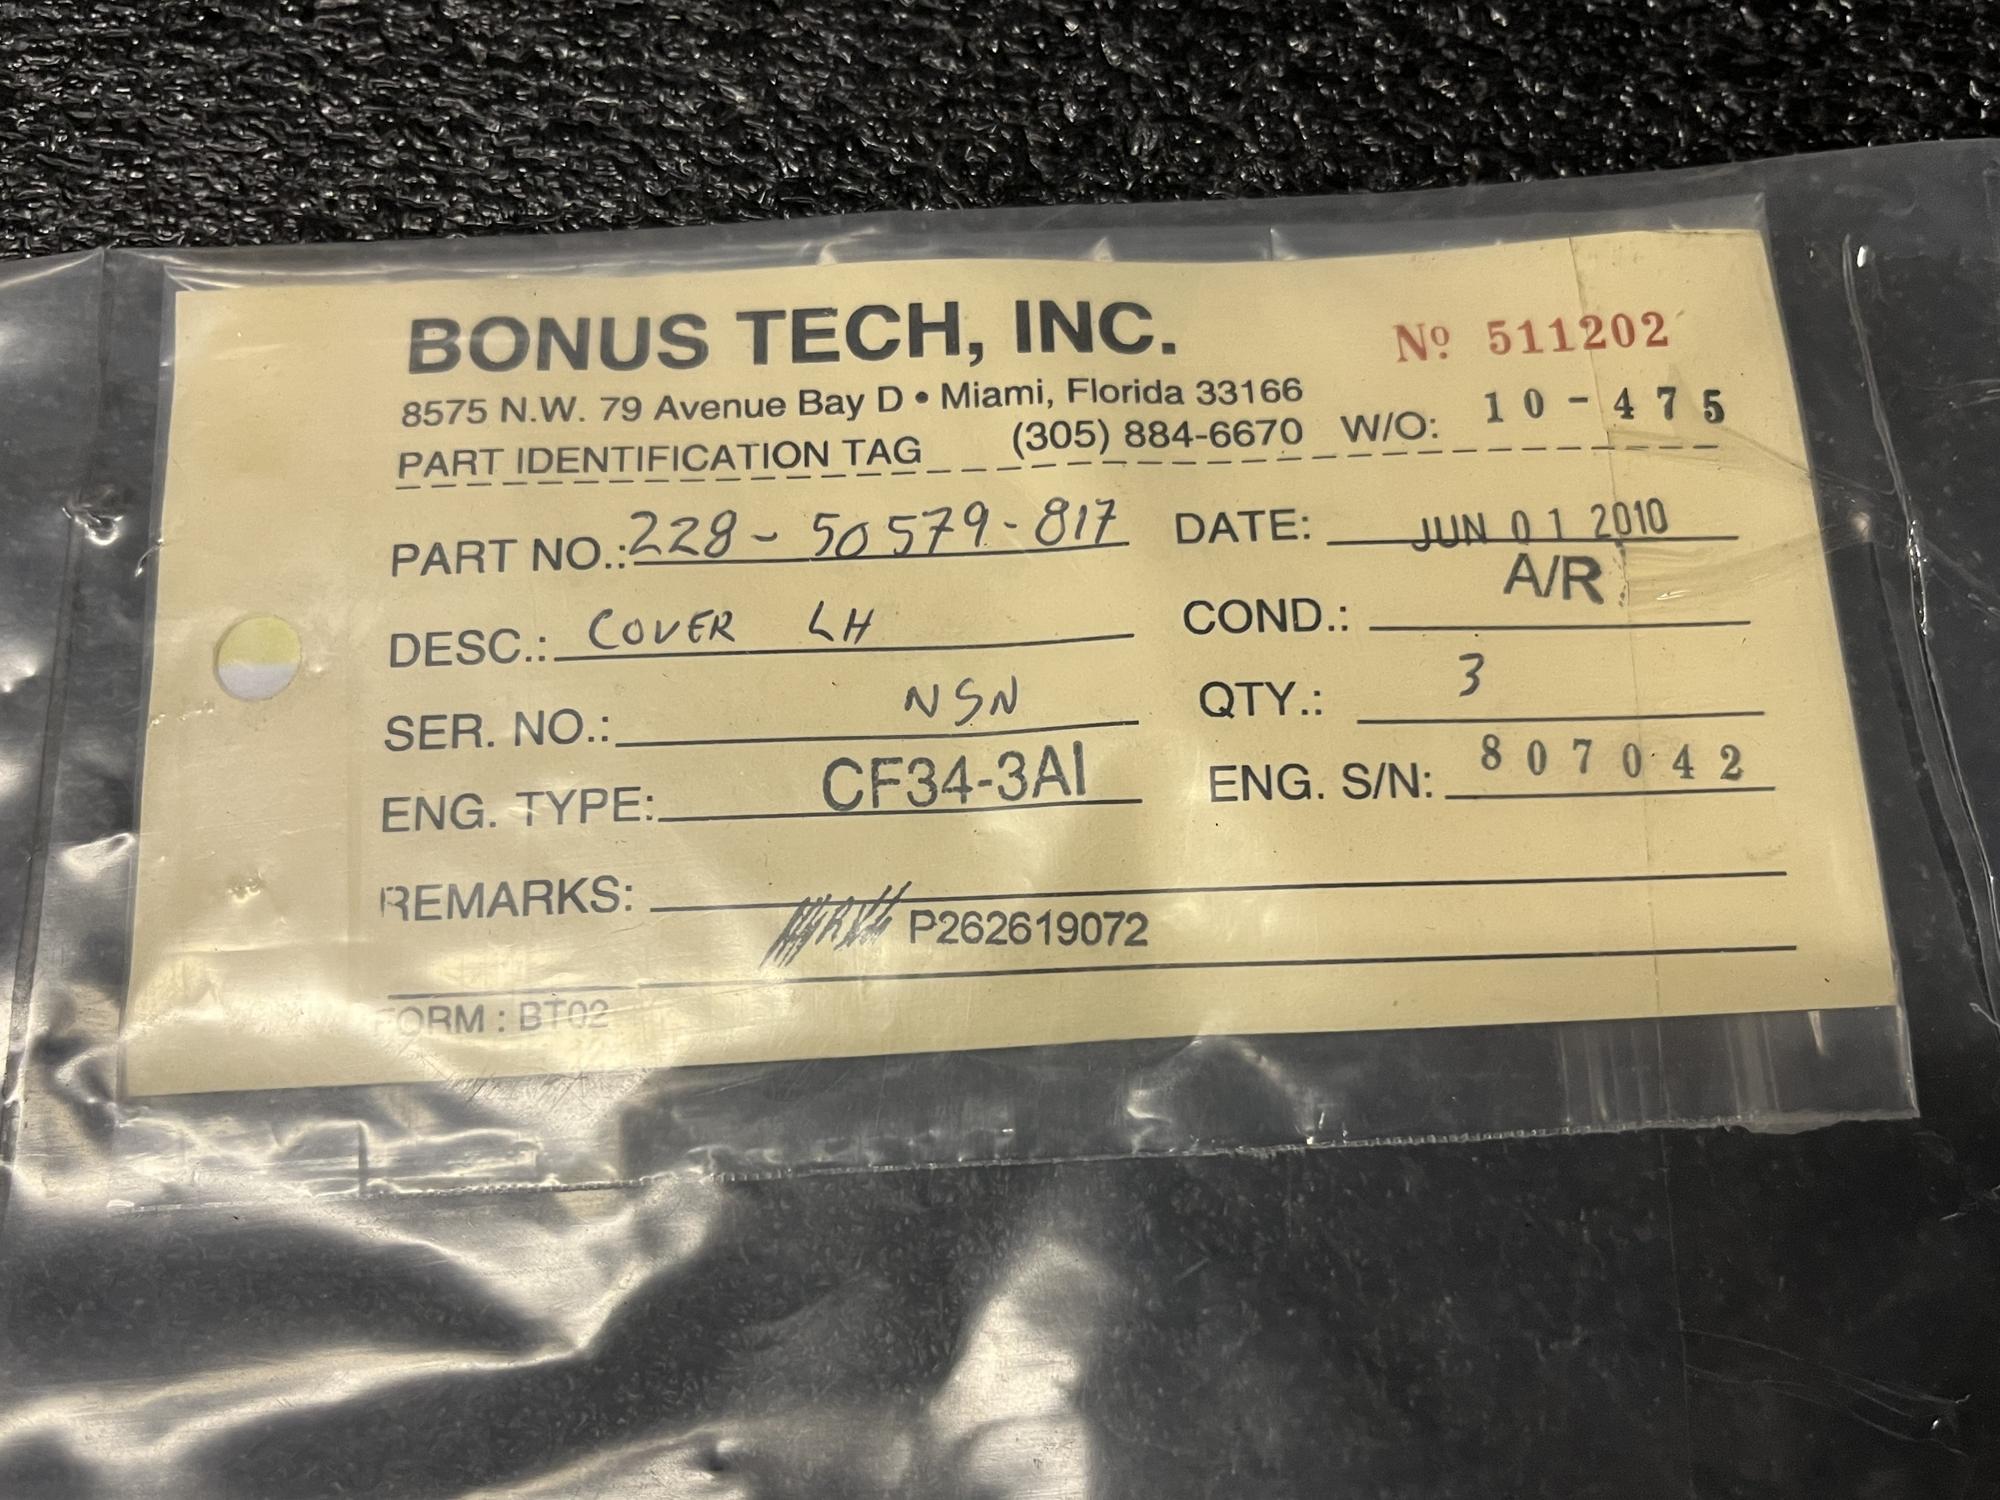 BONUS TECH, INC.
Nº 511202
8575 N.W. 79 Avenue Bay D • Miami, Florida 33166
PART IDENTIFICATION TAG (305) 884-6670 W/O: 10-475
PART NO.: 228-50579-817 DATE: JUN 01 2010
DESC.: COVER LH COND.: A/R
SER. NO.: NSN QTY.: 3
ENG. TYPE: CF34-3AI ENG. S/N: 807042
REMARKS:
P262619072
FORM : BT02